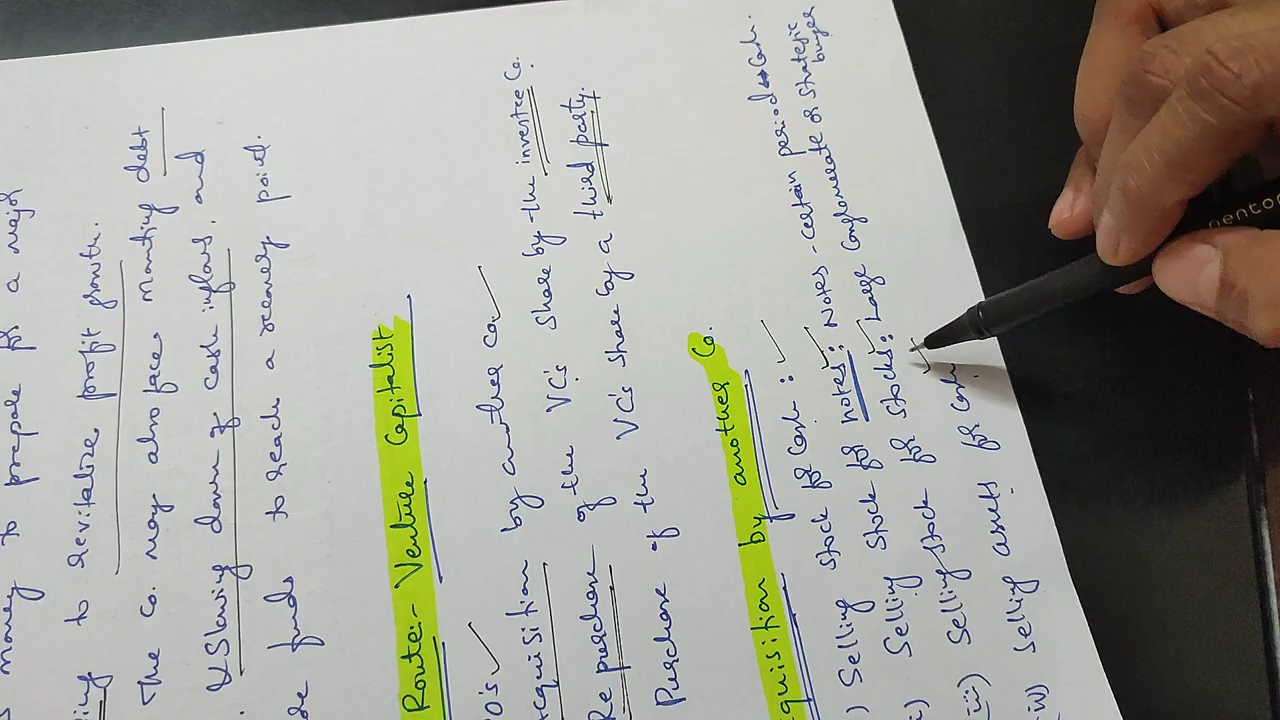 s money to prepare for a major
ing to revitalize profit growth.
The Co. may also face mounting debt
& Slowing down of cash inflows, and
funds to reach a recovery point.
Route:- Venture Capitalist
O's
cquisition by another Co.
Repurchase of the VC's share by the investee Co.
Purchase of the VC's share by a third party.
quisition by another Co.
) Selling stock for Cash :
i) Selling stock for notes : Notes - certain period ↔ Cash.
iii) Selling stock for stocks : Large Conglomerate or Strategic buyer
iv) Selling assets for Cash
pento